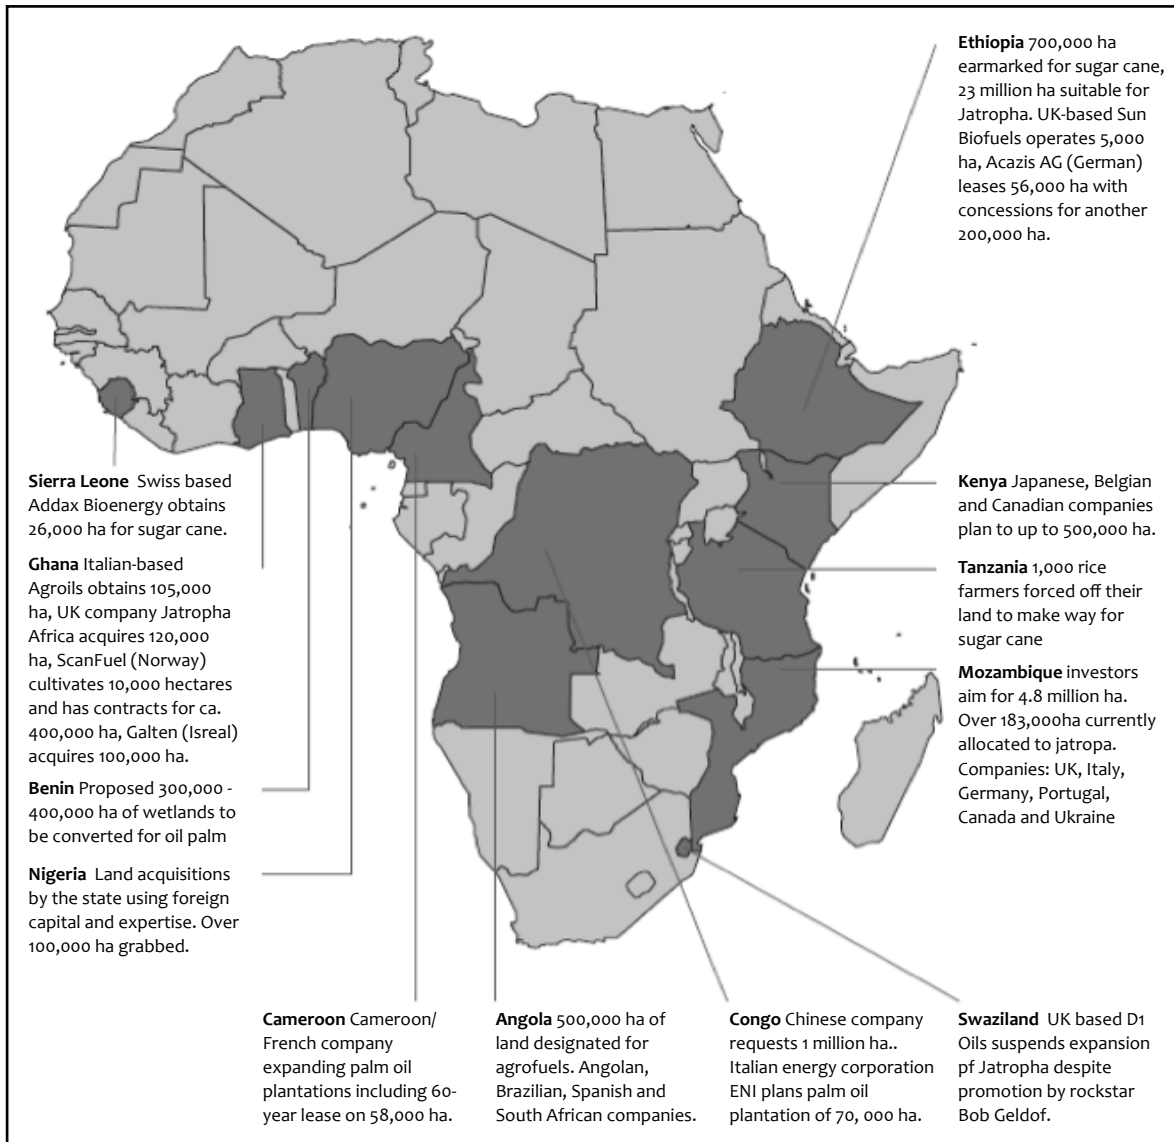 Ethiopia 700,000 ha
earmarked for sugar cane,
23 million ha suitable for
Jatropha. UK-based Sun
Biofuels operates 5,000
ha, Acazis AG (German)
leases 56,000 ha with
concessions for another
200,000 ha.
Sierra Leone Swiss based
Addax Bioenergy obtains
26,000 ha for sugar cane.
Ghana Italian-based
Agroils obtains 105,000
ha, UK company Jatropha
Africa acquires 120,000
ha, ScanFuel (Norway)
cultivates 10,000 hectares
and has contracts for ca.
400,000 ha, Galten (Isreal)
acquires 100,000 ha.
Benin Proposed 300,000 -
400,000 ha of wetlands to
be converted for oil palm
Nigeria Land acquisitions
by the state using foreign
capital and expertise. Over
100,000 ha grabbed.
Kenya Japanese, Belgian
and Canadian companies
plan to up to 500,000 ha.
Tanzania 1,000 rice
farmers forced off their
land to make way for
sugar cane
Mozambique investors
aim for 4.8 million ha.
Over 183,000ha currently
allocated to jatropa.
Companies: UK, Italy,
Germany, Portugal,
Canada and Ukraine
Cameroon Cameroon/
French company
expanding palm oil
plantations including 60-
year lease on 58,000 ha.
Angola 500,000 ha of
land designated for
agrofuels. Angolan,
Brazilian, Spanish and
South African companies.
Congo Chinese company
requests 1 million ha..
Italian energy corporation
ENI plans palm oil
plantation of 70, 000 ha.
Swaziland UK based D1
Oils suspends expansion
pf Jatropha despite
promotion by rockstar
Bob Geldof.